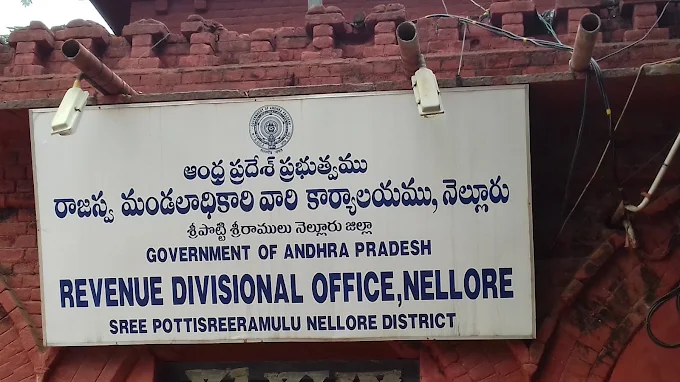 ఆంధ్ర ప్రదేశ్ ప్రభుత్వము
రాజస్వ మండలాధికారి వారి కార్యాలయము, నెల్లూరు
శ్రీపొట్టి శ్రీరాములు నెల్లూరు జిల్లా
GOVERNMENT OF ANDHRA PRADESH
REVENUE DIVISIONAL OFFICE,NELLORE
SREE POTTISREERAMULU NELLORE DISTRICT